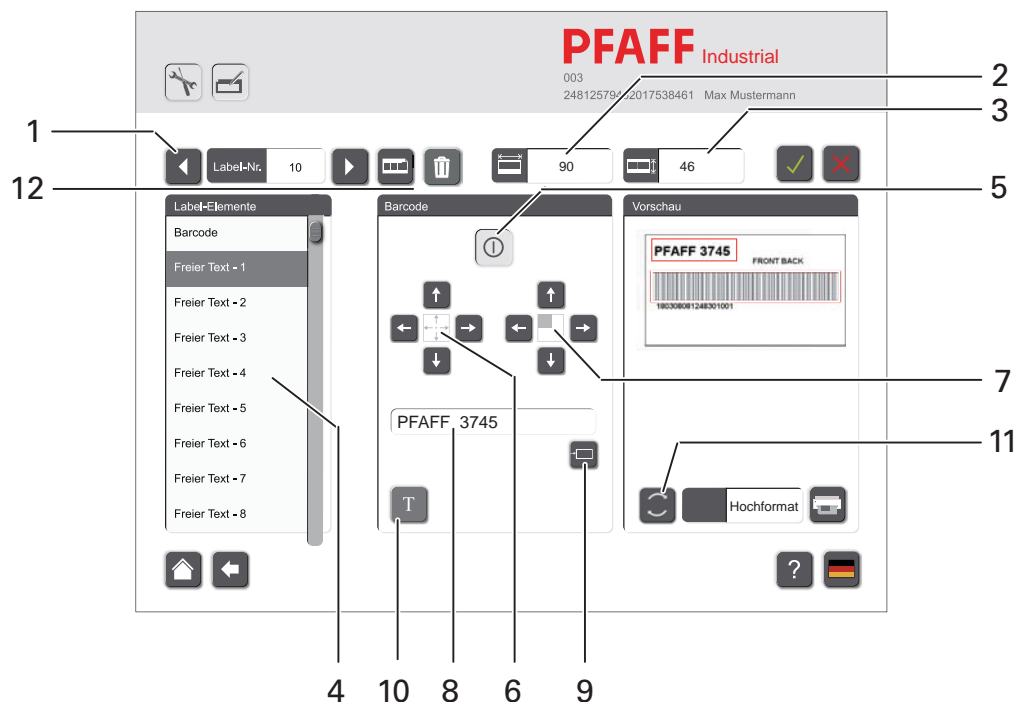 PFAFF Industrial
003
24812579482017538461 Max Mustermann
2
3
1
Label-Nr. 10
90
46
12
5
Label-Elemente
Barcode
Freier Text - 1
Freier Text - 2
Freier Text - 3
Freier Text - 4
Freier Text - 5
Freier Text - 6
Freier Text - 7
Freier Text - 8
Barcode
PFAFF 3745
T
Vorschau
PFAFF 3745
FRONT BACK
180308081248301001
Hochformat
7
11
?
4
10
8
6
9